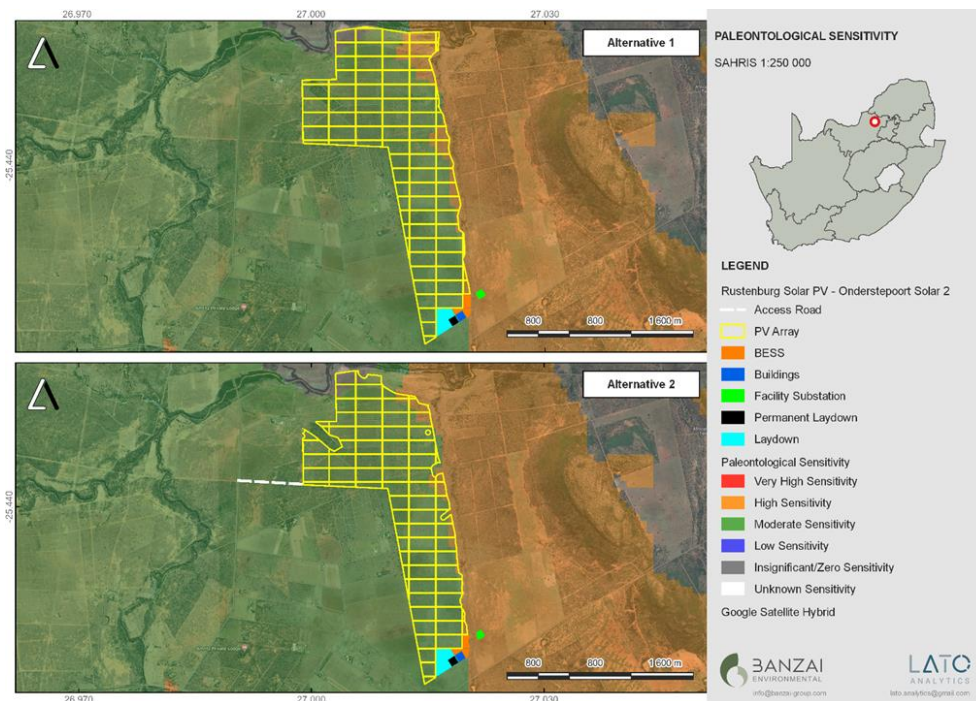 26.970
27.000
27.030
Alternative 1
-25.440
800
800
1 600 m
Alternative 2
-25.440
800
800
1 600 m
26.970
27.000
27.030
PALEONTOLOGICAL SENSITIVITY
SAHRIS 1:250 000
LEGEND
Rustenburg Solar PV - Onderstepoort Solar 2
Access Road
PV Array
BESS
Buildings
Facility Substation
Permanent Laydown
Laydown
Paleontological Sensitivity
Very High Sensitivity
High Sensitivity
Moderate Sensitivity
Low Sensitivity
Insignificant/Zero Sensitivity
Unknown Sensitivity
Google Satellite Hybrid
BANZAI
ENVIRONMENTAL
info@banzai-group.com
LATO
ANALYTICS
lato.analytics@gmail.com